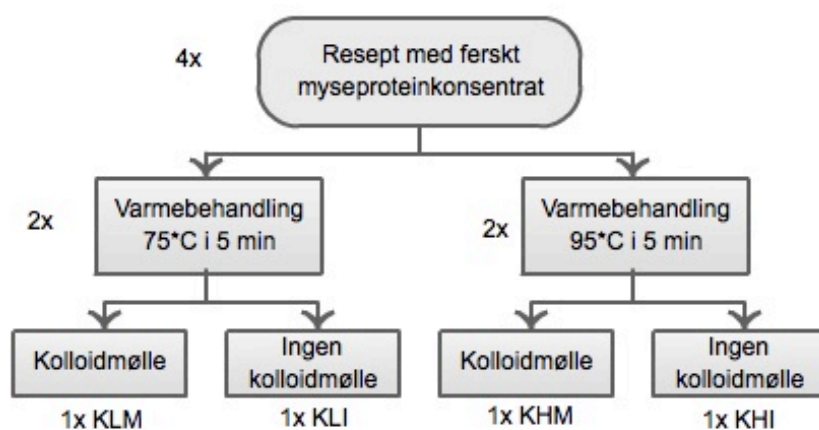 4x
Resept med ferskt
myseproteinkonsentrat
2x
Varmebehandling
75*C i 5 min
2x
Varmebehandling
95*C i 5 min
Kolloidmølle
Ingen
kolloidmølle
Kolloidmølle
Ingen
kolloidmølle
1x KLM
1x KLI
1x KHM
1x KHI